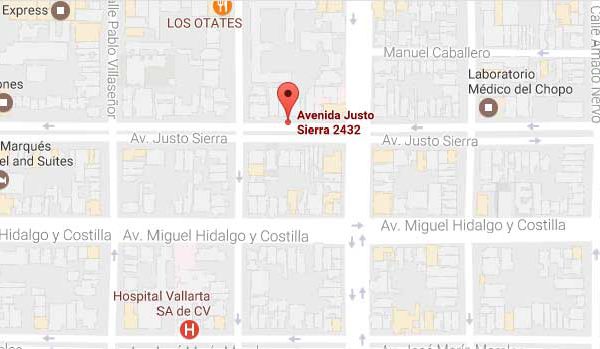 Express
LOS OTATES
Calle Pablo Villaseñor
Manuel Caballero
Calle Amado Nervo
Laboratorio
Médico del Chopo
Avenida Justo
Sierra 2432
Av. Justo Sierra
Av. Justo Sierra
Marqués
el and Suites
Hidalgo y Costilla
Av. Miguel Hidalgo y Costilla
Av. Miguel Hidalgo y Costilla
Hospital Vallarta
SA de CV
H